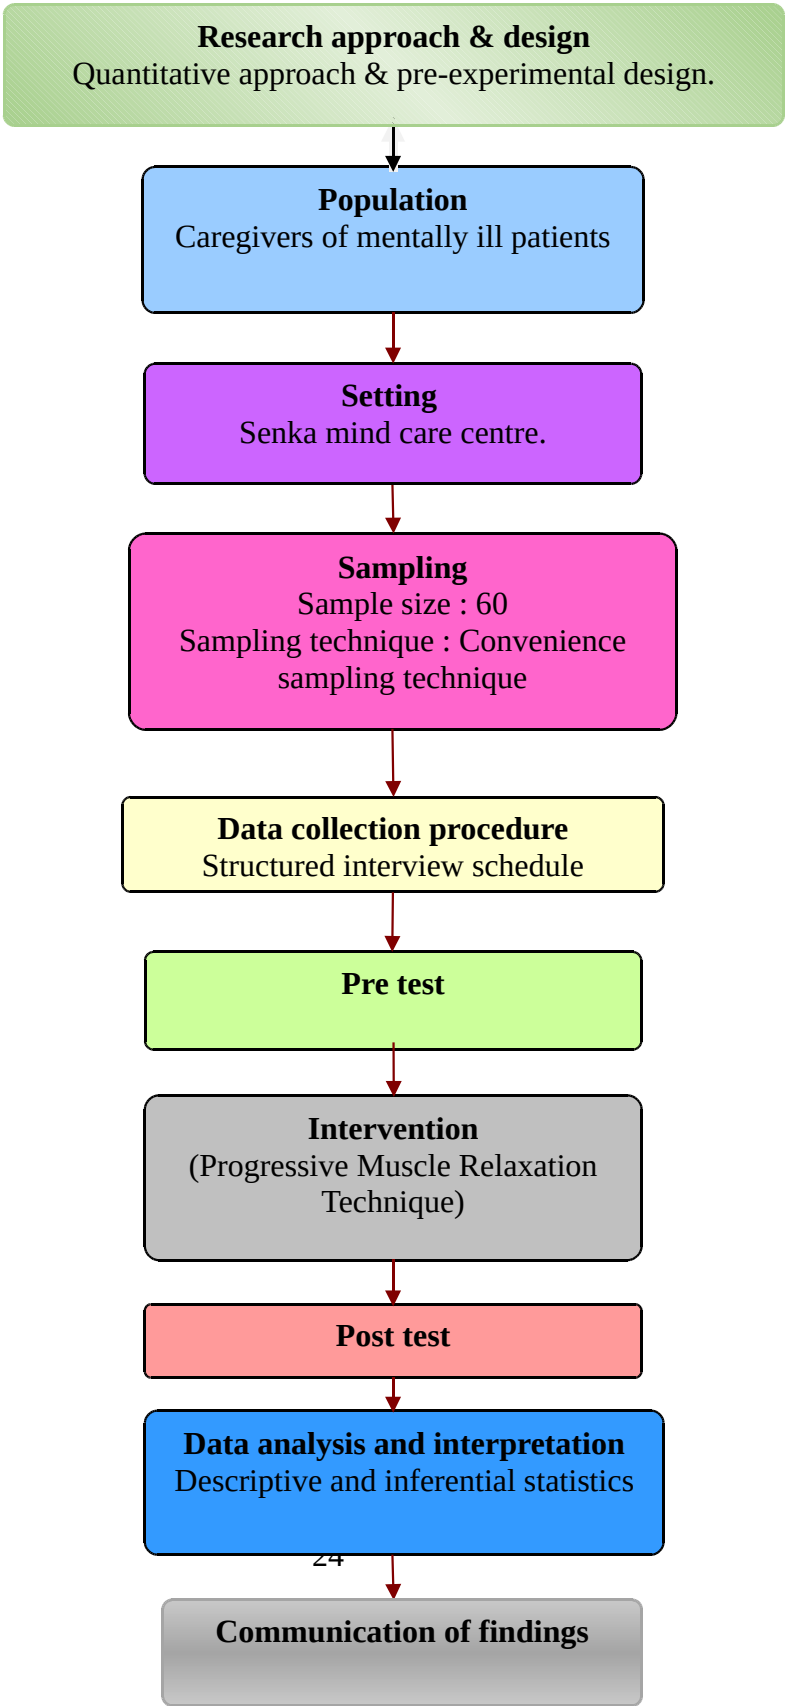 Research approach & design
Quantitative approach & pre-experimental design.
Population
Caregivers of mentally ill patients
Setting
Senka mind care centre.
Sampling
Sample size : 60
Sampling technique : Convenience
sampling technique
Data collection procedure
Structured interview schedule
Pre test
Intervention
(Progressive Muscle Relaxation
Technique)
Post test
Data analysis and interpretation
Descriptive and inferential statistics
24
Communication of findings